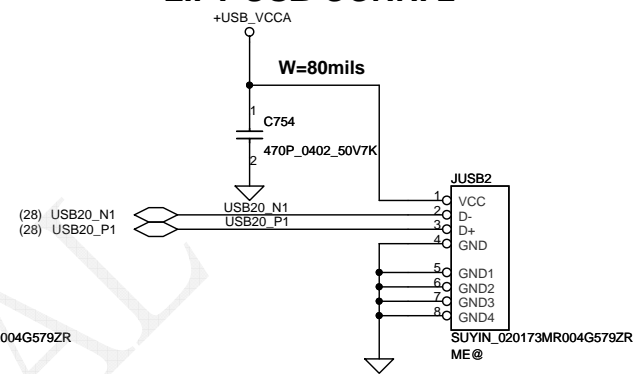 +USB_VCCA
W=80mils
1
C754
470P_0402_50V7K
2
JUSB2
1 VCC
(28) USB20_N1 USB20_N1 2 D-
(28) USB20_P1 USB20_P1 3 D+
4 GND
5 GND1
6 GND2
7 GND3
8 GND4
004G579ZR
SUYIN_020173MR004G579ZR
ME@